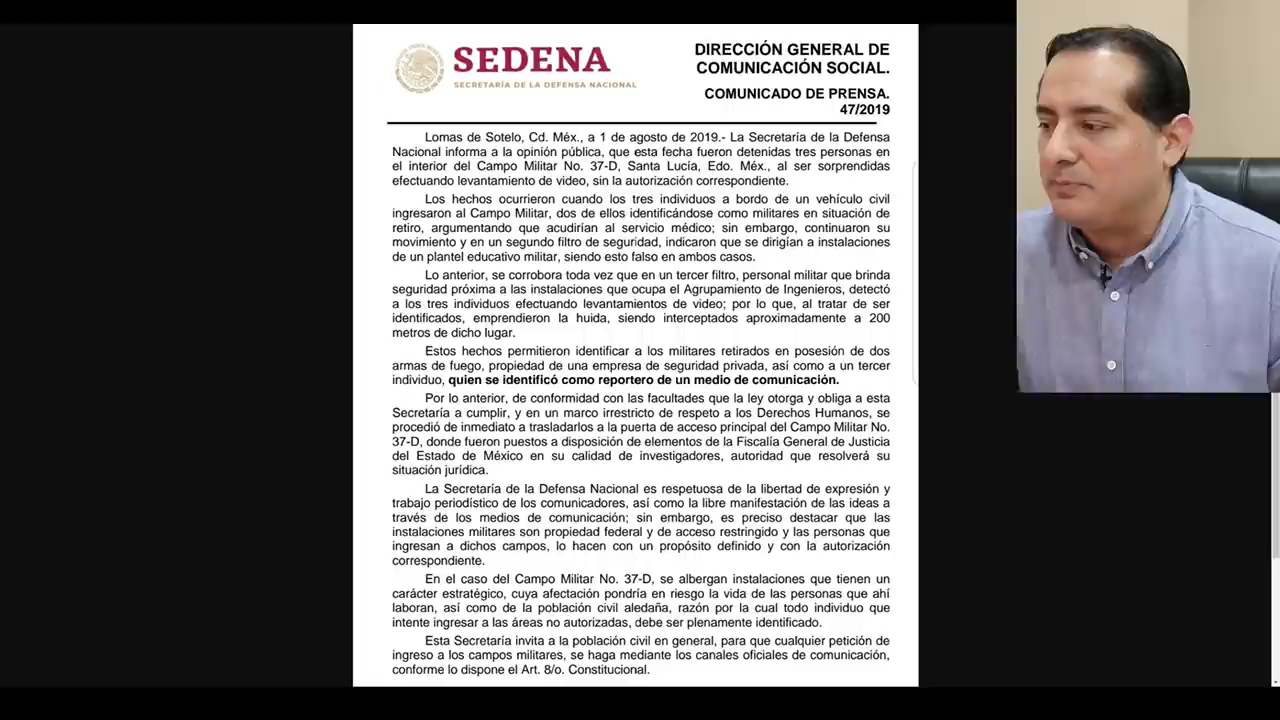 SEDENA
SECRETARÍA DE LA DEFENSA NACIONAL
DIRECCIÓN GENERAL DE
COMUNICACIÓN SOCIAL.
COMUNICADO DE PRENSA.
47/2019
Lomas de Sotelo, Cd. Méx., a 1 de agosto de 2019.- La Secretaría de la Defensa
Nacional informa a la opinión pública, que esta fecha fueron detenidas tres personas en
el interior del Campo Militar No. 37-D, Santa Lucía, Edo. Méx., al ser sorprendidas
efectuando levantamiento de video, sin la autorización correspondiente.
Los hechos ocurrieron cuando los tres individuos a bordo de un vehículo civil
ingresaron al Campo Militar, dos de ellos identificándose como militares en situación de
retiro, argumentando que acudirían al servicio médico; sin embargo, continuaron su
movimiento y en un segundo filtro de seguridad, indicaron que se dirigían a instalaciones
de un plantel educativo militar, siendo esto falso en ambos casos.
Lo anterior, se corrobora toda vez que en un tercer filtro, personal militar que brinda
seguridad próxima a las instalaciones que ocupa el Agrupamiento de Ingenieros, detectó
a los tres individuos efectuando levantamientos de video; por lo que, al tratar de ser
identificados, emprendieron la huida, siendo interceptados aproximadamente a 200
metros de dicho lugar.
Estos hechos permitieron identificar a los militares retirados en posesión de dos
armas de fuego, propiedad de una empresa de seguridad privada, así como a un tercer
individuo, quien se identificó como reportero de un medio de comunicación.
Por lo anterior, de conformidad con las facultades que la ley otorga y obliga a esta
Secretaría a cumplir, y en un marco irrestricto de respeto a los Derechos Humanos, se
procedió de inmediato a trasladarlos a la puerta de acceso principal del Campo Militar No.
37-D, donde fueron puestos a disposición de elementos de la Fiscalía General de Justicia
del Estado de México en su calidad de investigadores, autoridad que resolverá su
situación jurídica.
La Secretaría de la Defensa Nacional es respetuosa de la libertad de expresión y
trabajo periodístico de los comunicadores, así como la libre manifestación de las ideas a
través de los medios de comunicación; sin embargo, es preciso destacar que las
instalaciones militares son propiedad federal y de acceso restringido y las personas que
ingresan a dichos campos, lo hacen con un propósito definido y con la autorización
correspondiente.
En el caso del Campo Militar No. 37-D, se albergan instalaciones que tienen un
carácter estratégico, cuya afectación pondría en riesgo la vida de las personas que ahí
laboran, así como de la población civil aledaña, razón por la cual todo individuo que
intente ingresar a las áreas no autorizadas, debe ser plenamente identificado.
Esta Secretaría invita a la población civil en general, para que cualquier petición de
ingreso a los campos militares, se haga mediante los canales oficiales de comunicación,
conforme lo dispone el Art. 8/o. Constitucional.